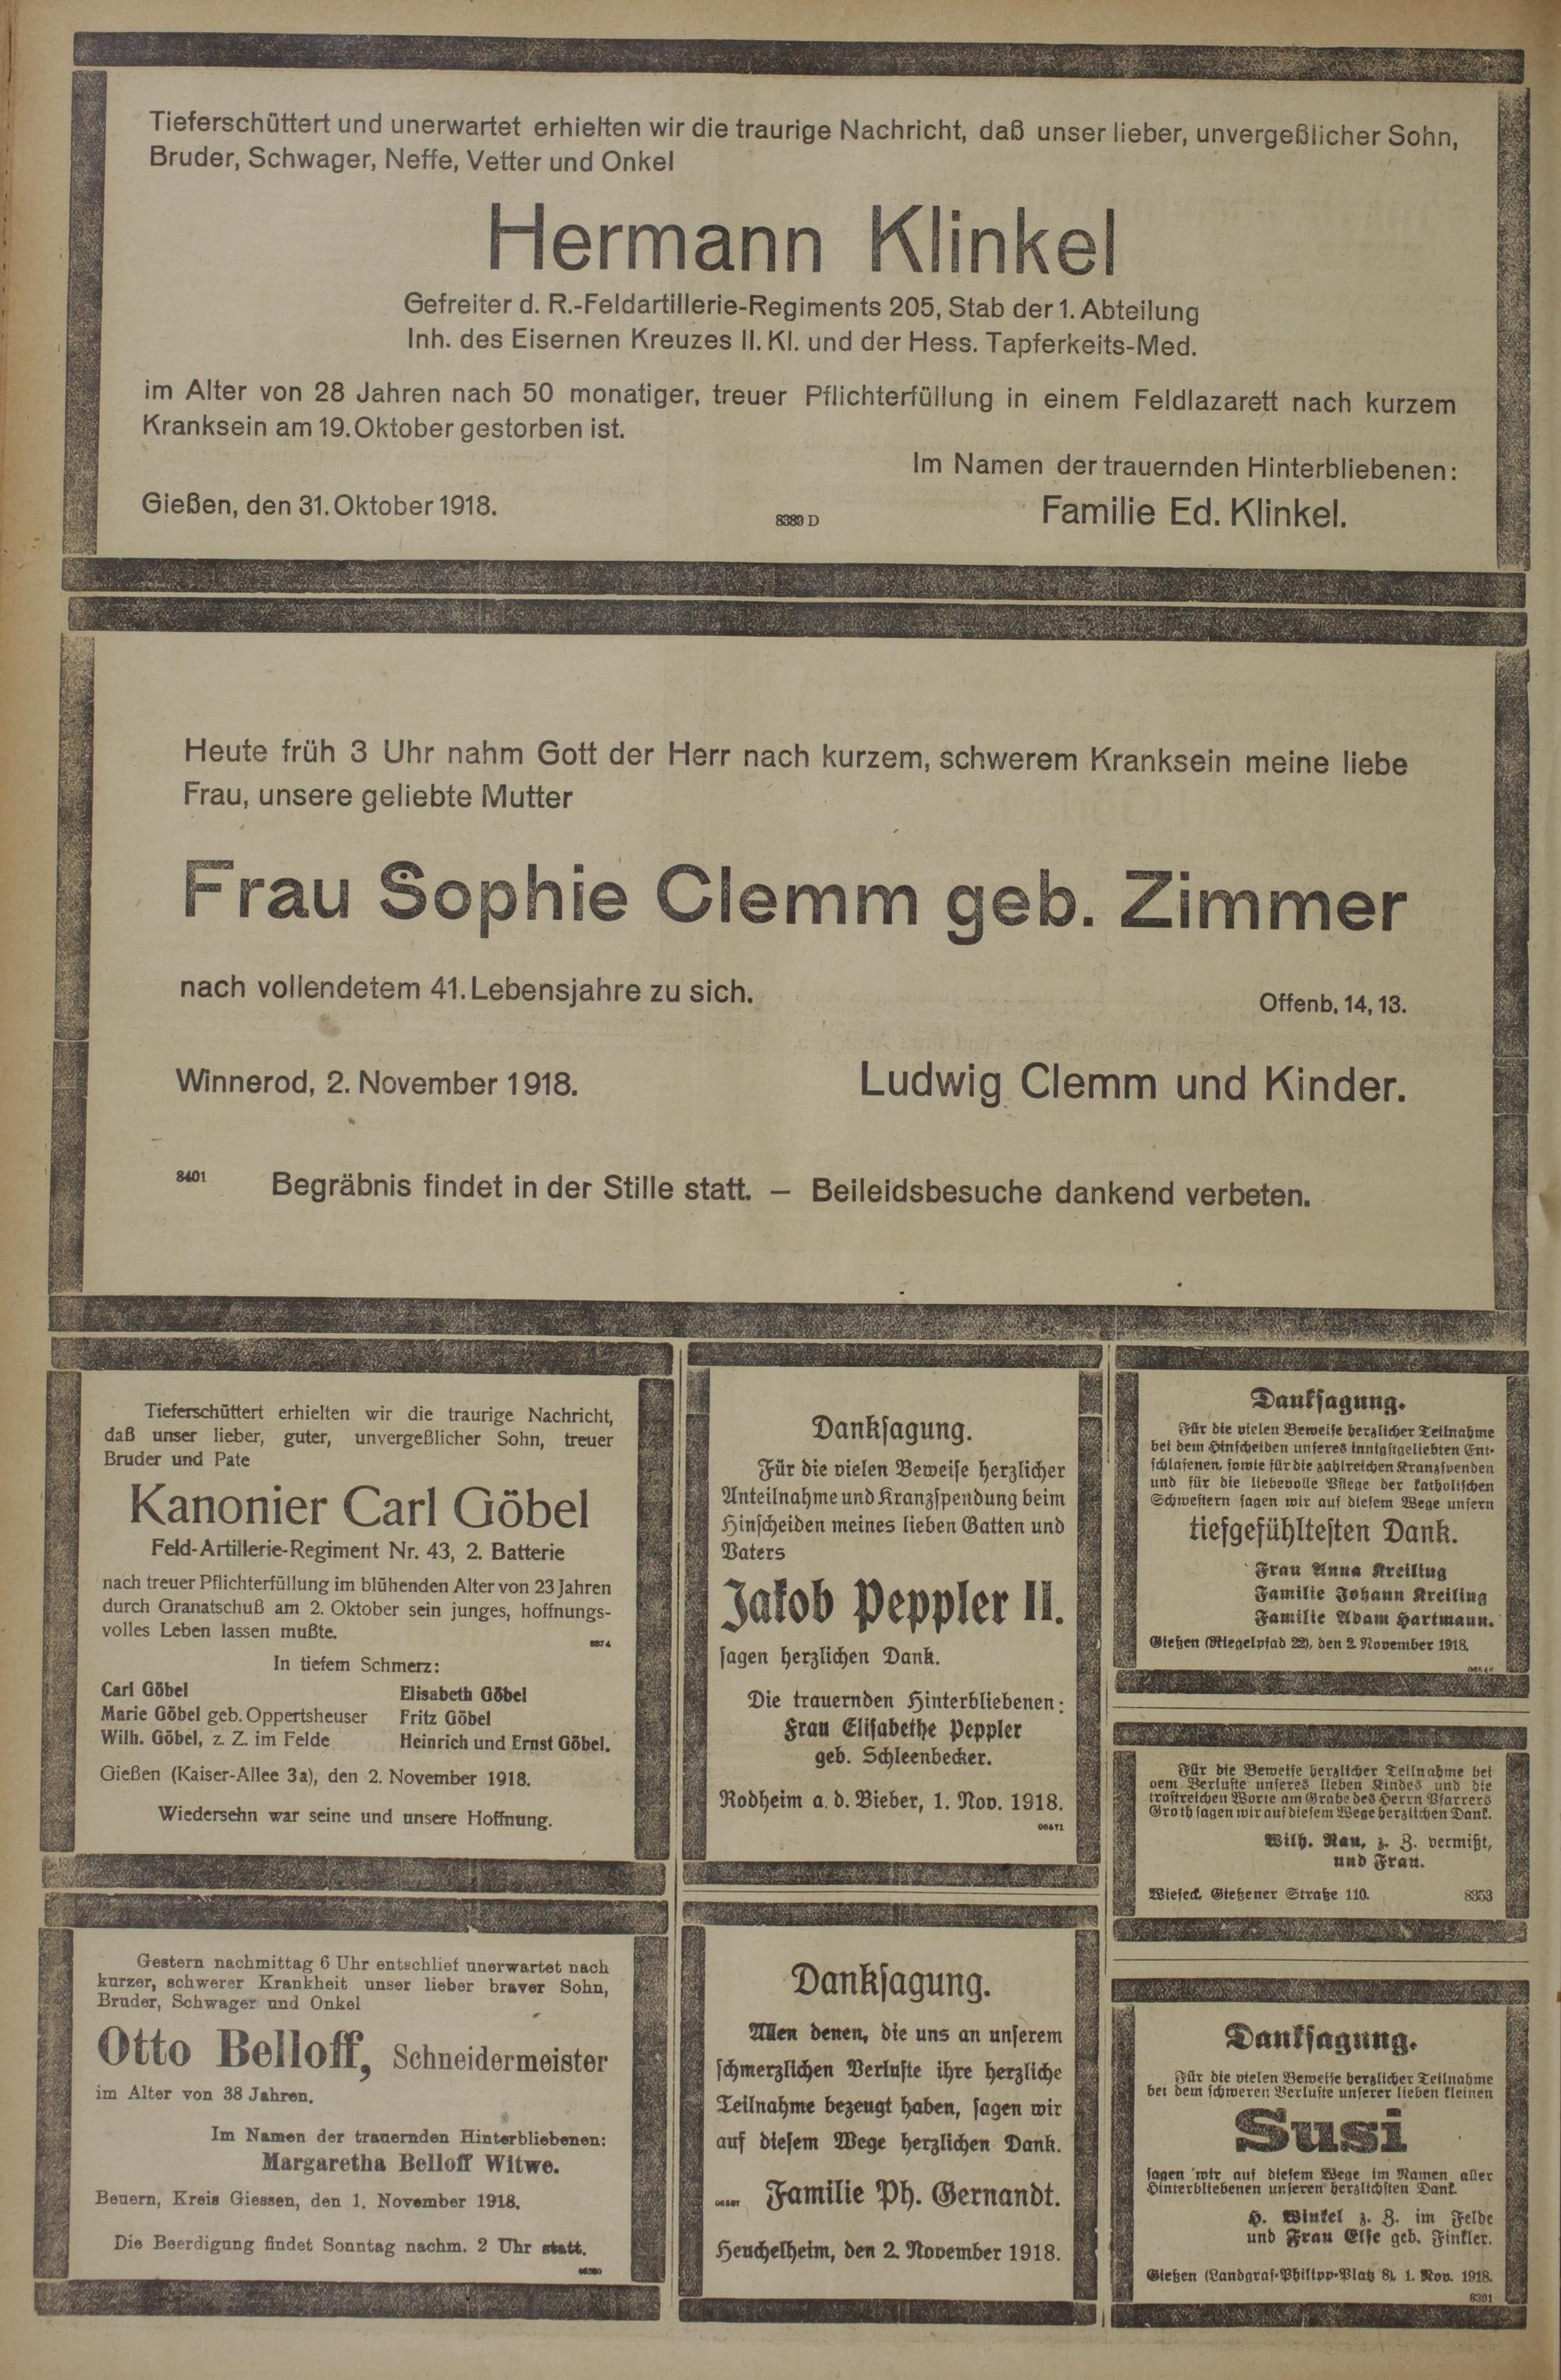 Tieferschüttert und unerwartet erhielten wir die traurige Nachricht, daß unser lieber, unvergeßlicher Sohn,
Bruder, Schwager, Neffe, Vetter und Onkel
Hermann Klinkel
Gefreiter d. R.-Feldartillerie-Regiments 205, Stab der 1. Abteilung
Inh. des Eisernen Kreuzes II. Kl. und der Hess. Tapferkeits-Med.
im Alter von 28 Jahren nach 50 monatiger, treuer Pflichterfüllung in einem Feldlazarett nach kurzem
Kranksein am 19. Oktober gestorben ist.
Im Namen der trauernden Hinterbliebenen:
Gießen, den 31. Oktober 1918.
8389 D
Familie Ed. Klinkel.
Heute früh 3 Uhr nahm Gott der Herr nach kurzem, schwerem Kranksein meine liebe
Frau, unsere geliebte Mutter
Frau Sophie Clemm geb. Zimmer
nach vollendetem 41. Lebensjahre zu sich.
Offenb. 14, 13.
Winnerod, 2. November 1918.
Ludwig Clemm und Kinder.
8401
Begräbnis findet in der Stille statt. — Beileidsbesuche dankend verbeten.
Tieferschüttert erhielten wir die traurige Nachricht,
daß unser lieber, guter, unvergeßlicher Sohn, treuer
Bruder und Pate
Kanonier Carl Göbel
Feld-Artillerie-Regiment Nr. 43, 2. Batterie
nach treuer Pflichterfüllung im blühenden Alter von 23 Jahren
durch Granatschuß am 2. Oktober sein junges, hoffnungs-
volles Leben lassen mußte.
8374
In tiefem Schmerz:
Carl Göbel
Marie Göbel geb. Oppertsheuser
Wilh. Göbel, z. Z. im Felde
Elisabeth Göbel
Fritz Göbel
Heinrich und Ernst Göbel.
Gießen (Kaiser-Allee 3a), den 2. November 1918.
Wiedersehn war seine und unsere Hoffnung.
Gestern nachmittag 6 Uhr entschlief unerwartet nach
kurzer, schwerer Krankheit unser lieber braver Sohn,
Bruder, Schwager und Onkel
Otto Belloff, Schneidermeister
im Alter von 38 Jahren.
Im Namen der trauernden Hinterbliebenen:
Margaretha Belloff Witwe.
Beuern, Kreis Giessen, den 1. November 1918.
Die Beerdigung findet Sonntag nachm. 2 Uhr statt.
Danksagung.
Für die vielen Beweise herzlicher
Anteilnahme und Kranzspendung beim
Hinscheiden meines lieben Gatten und
Vaters
Jakob Peppler II.
sagen herzlichen Dank.
Die trauernden Hinterbliebenen:
Frau Elisabethe Peppler
geb. Schleenbecker.
Rodheim a. d. Bieber, 1. Nov. 1918.
Danksagung.
Allen denen, die uns an unserem
schmerzlichen Verluste ihre herzliche
Teilnahme bezeugt haben, sagen wir
auf diesem Wege herzlichen Dank.
Familie Ph. Gernandt.
Heuchelheim, den 2. November 1918.
Danksagung.
Für die vielen Beweise herzlicher Teilnahme
bei dem Hinscheiden unseres innigstgeliebten Ent-
schlafenen, sowie für die zahlreichen Kranzspenden
und für die liebevolle Pflege der katholischen
Schwestern sagen wir auf diesem Wege unsern
tiefgefühltesten Dank.
Frau Anna Kreiling
Familie Johann Kreiling
Familie Adam Hartmann.
Gießen (Riegelpfad 22), den 2. November 1918.
Für die Beweise herzlicher Teilnahme bei
dem Verluste unseres lieben Kindes und die
trostreichen Worte am Grabe des Herrn Pfarrers
Groth sagen wir auf diesem Wege herzlichen Dank.
Wilh. Nau, z. Z. vermißt,
und Frau.
Wieseck, Gießener Straße 110.
8353
Danksagung.
Für die vielen Beweise herzlicher Teilnahme
bei dem schweren Verluste unserer lieben kleinen
Susi
sagen wir auf diesem Wege im Namen aller
Hinterbliebenen unseren herzlichsten Dank.
H. Winkel z. Z. im Felde
und Frau Else geb. Finkler.
Gießen (Landgraf-Philipp-Platz 8), 1. Nov. 1918.
8391